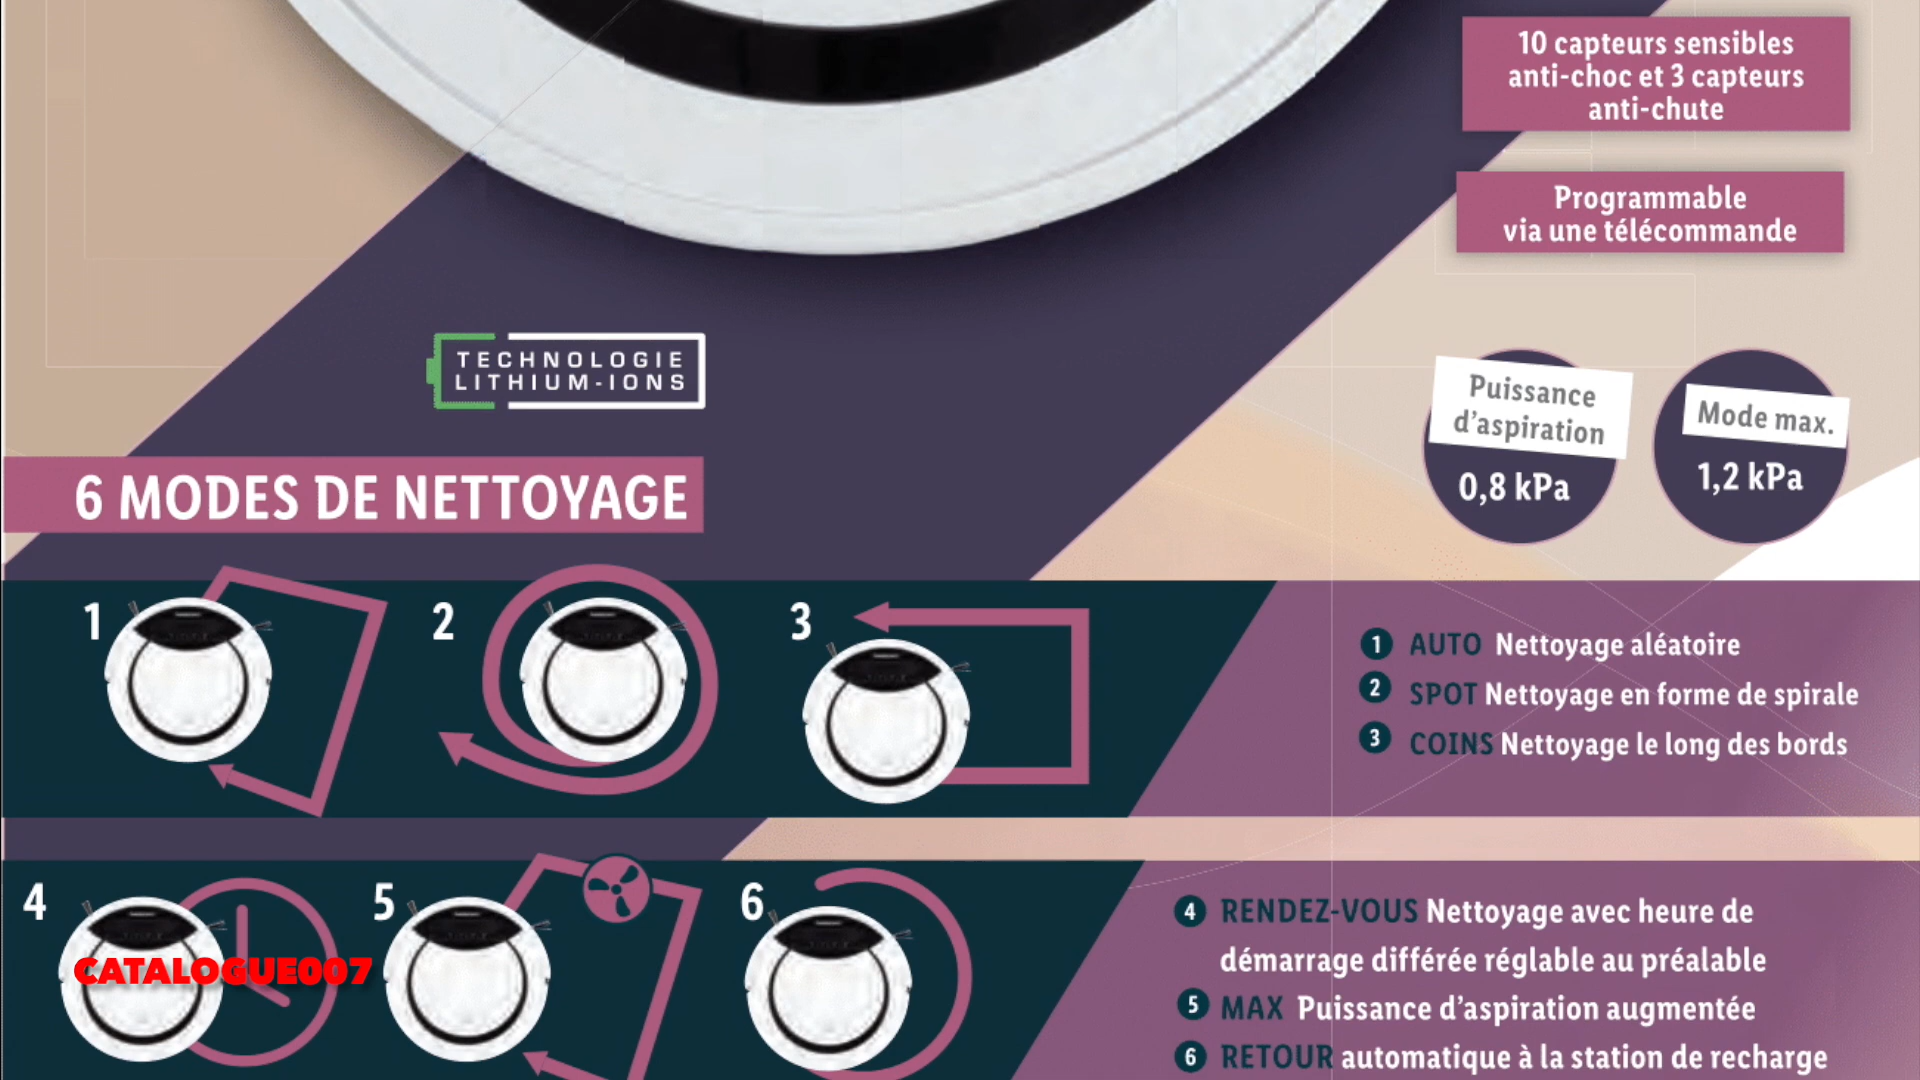 10 capteurs sensibles
anti-choc et 3 capteurs
anti-chute
Programmable
via une télécommande
TECHNOLOGIE
LITHIUM-IONS
Puissance
d'aspiration
0,8 kPa
Mode max.
1,2 kPa
6 MODES DE NETTOYAGE
1
2
3
1 AUTO Nettoyage aléatoire
2 SPOT Nettoyage en forme de spirale
3 COINS Nettoyage le long des bords
4
5
6
CATALOGUE007
4 RENDEZ-VOUS Nettoyage avec heure de
démarrage différée réglable au préalable
5 MAX Puissance d'aspiration augmentée
6 RETOUR automatique à la station de recharge